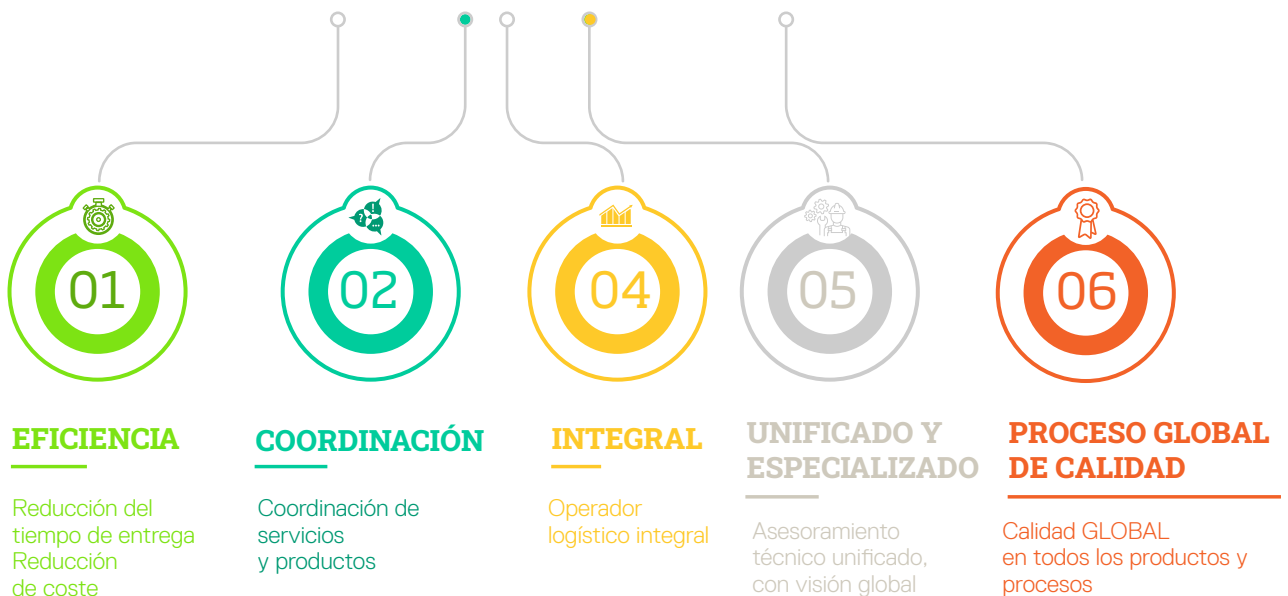 01
EFICIENCIA
Reducción del
tiempo de entrega
Reducción
de coste
02
COORDINACIÓN
Coordinación de
servicios
y productos
04
INTEGRAL
Operador
logístico integral
05
UNIFICADO Y
ESPECIALIZADO
Asesoramiento
técnico unificado,
con visión global
06
PROCESO GLOBAL
DE CALIDAD
Calidad GLOBAL
en todos los productos y
procesos